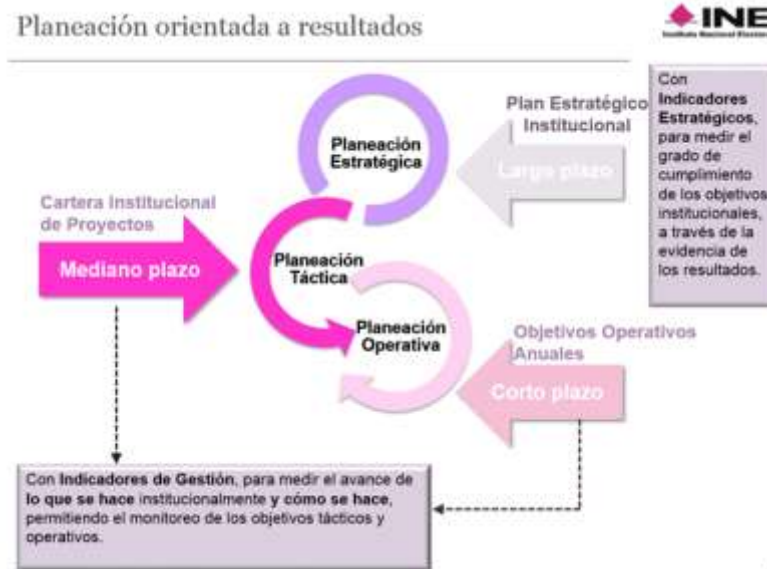 Planeación orientada a resultados
INE
Instituto Nacional Electoral
Planeación
Estratégica
Plan Estratégico
Institucional
Largo plazo
Con
Indicadores
Estratégicos,
para medir el
grado de
cumplimiento
de los objetivos
institucionales,
a través de la
evidencia de
los resultados.
Cartera Institucional
de Proyectos
Mediano plazo
Planeación
Táctica
Planeación
Operativa
Objetivos Operativos
Anuales
Corto plazo
Con Indicadores de Gestión, para medir el avance de
lo que se hace institucionalmente y cómo se hace,
permitiendo el monitoreo de los objetivos tácticos y
operativos.